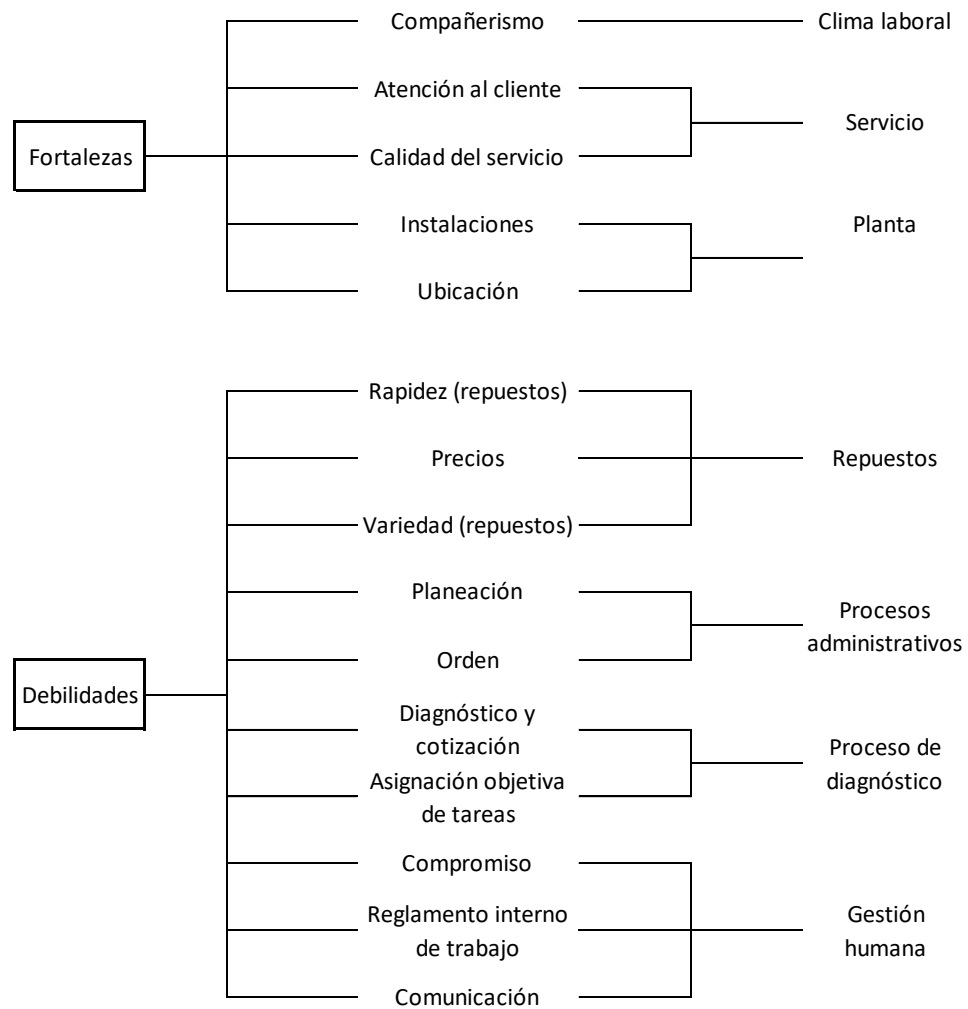 Compañerismo
Clima laboral
Atención al cliente
Servicio
Fortalezas
Calidad del servicio
Instalaciones
Planta
Ubicación
Rapidez (repuestos)
Precios
Repuestos
Variedad (repuestos)
Planeación
Procesos
administrativos
Orden
Debilidades
Diagnóstico y
cotización
Proceso de
diagnóstico
Asignación objetiva
de tareas
Compromiso
Reglamento interno
de trabajo
Gestión
humana
Comunicación